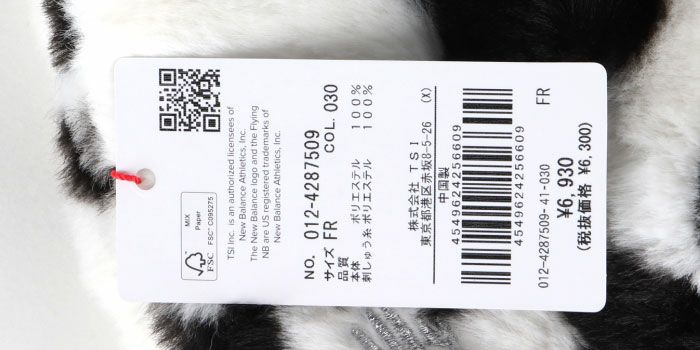 MIX
Paper
FSC
FSC® C095275
TSI Inc. is an authorized licensees of
New Balance Athletics, Inc.
The New Balance logo and the Flying
NB are US registered trademarks of
New Balance Athletics, Inc.
NO. 012-4287509
サイズ FR COL. 030
品質
本体 ポリエステル 100%
刺しゅう糸 ポリエステル 100%
株式会社 TSI
東京都港区赤坂8-5-26 (X)
中国製
4549624256609
4549624256609
012-4287509-41-030 FR
¥6,930
(税抜価格 ¥6,300)